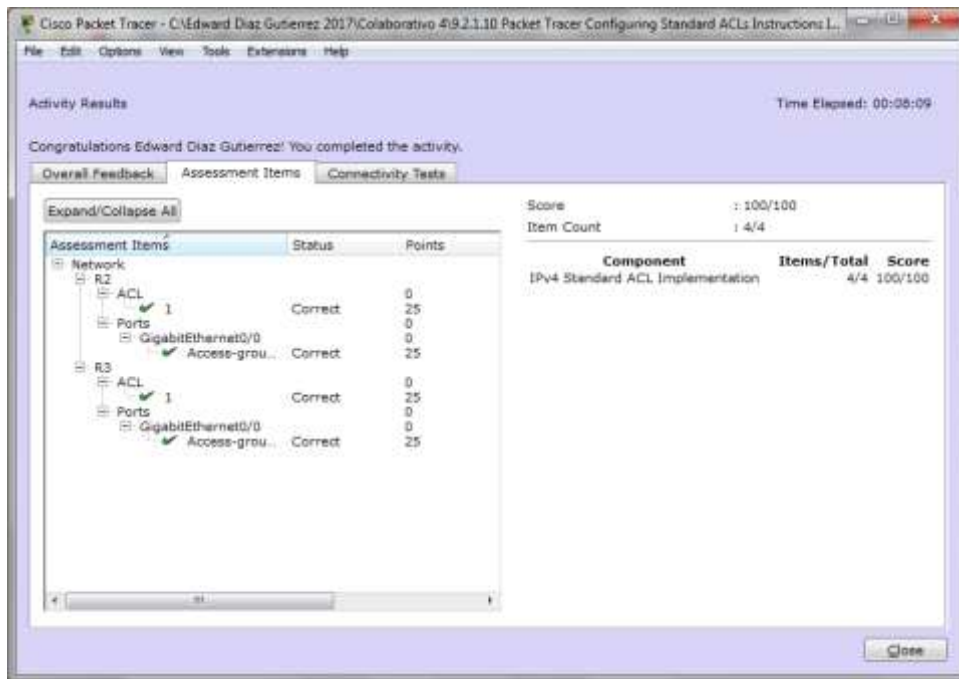 Cisco Packet Tracer - C:\Edward Diaz Gutierrez 2017\Colaborativo 4\9.2.1.10 Packet Tracer Configuring Standard ACLs Instructions I...
File Edit Options View Tools Extensions Help
Activity Results
Time Elapsed: 00:08:09
Congratulations Edward Diaz Gutierrez! You completed the activity.
Overall Feedback Assessment Items Connectivity Tests
Expand/Collapse All
Assessment Items Status Points
Network
R2
ACL 0
1 Correct 25
Ports 0
GigabitEthernet0/0 0
Access-grou... Correct 25
R3
ACL 0
1 Correct 25
Ports 0
GigabitEthernet0/0 0
Access-grou... Correct 25
Score : 100/100
Item Count : 4/4
Component Items/Total Score
IPv4 Standard ACL Implementation 4/4 100/100
Close